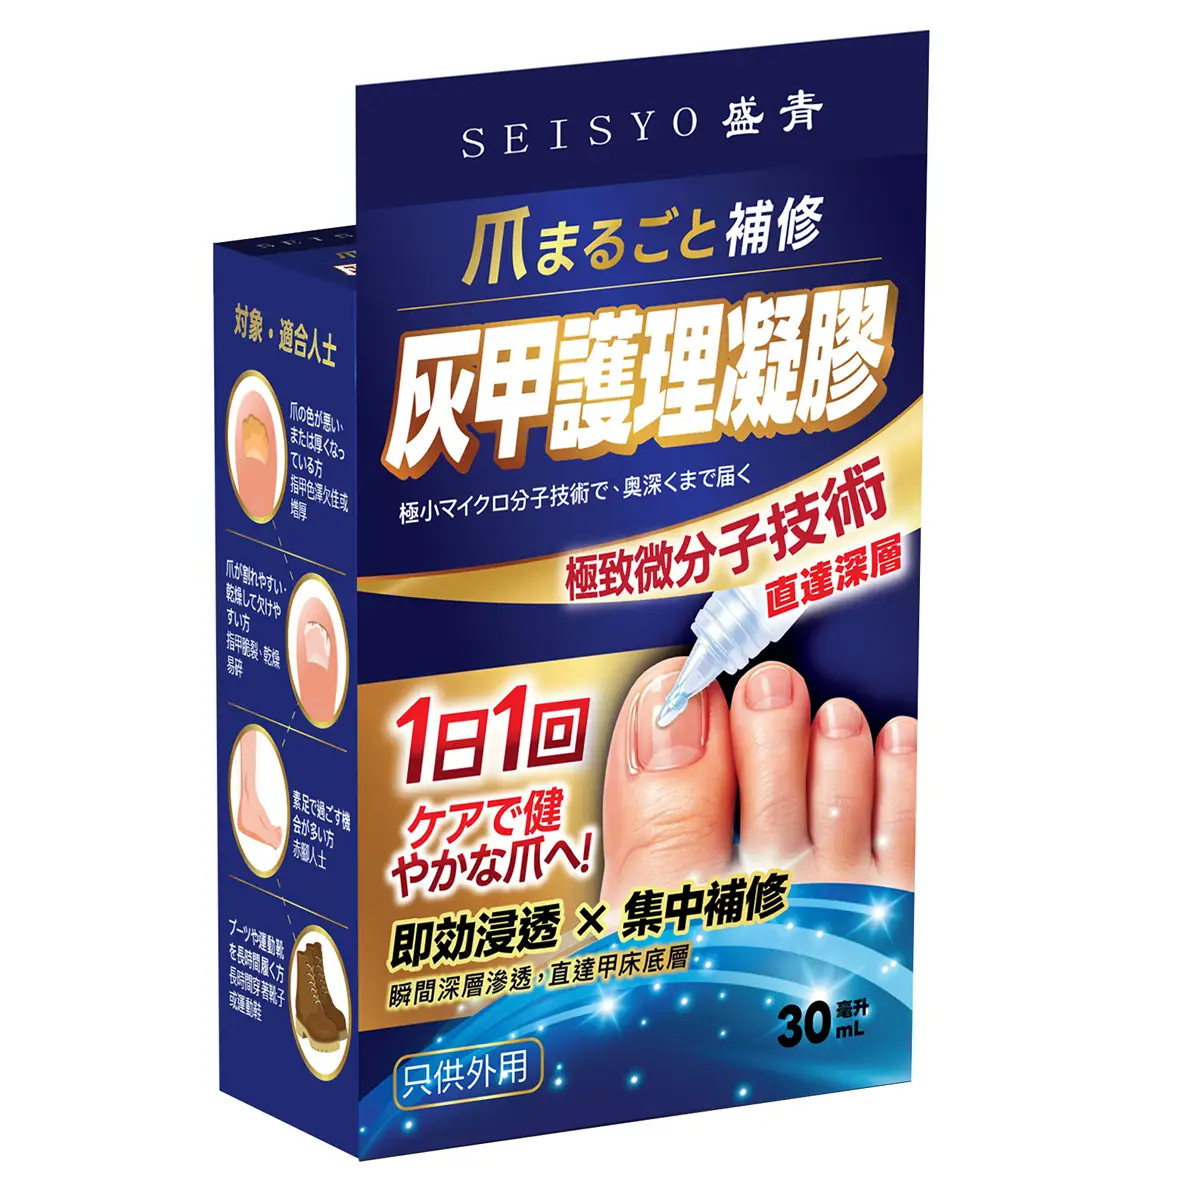 SEISYO 盛青
爪まるごと補修
灰甲護理凝膠
極小マイクロ分子技術で、奥深くまで届く
極致微分子技術
直達深層
1日1回
ケアで健
やかな爪へ!
即効浸透 × 集中補修
瞬間深層滲透，直達甲床底層
30毫升
mL
只供外用
SEISYO
対象・適合人士
爪の色が悪い、
または厚くなっ
ている方
指甲色澤欠佳或
增厚
爪が割れやすい・
乾燥して欠けや
すい方
指甲脆裂、乾燥
易碎
素足で過ごす機
会が多い方
赤腳人士
ブーツや運動靴
を長時間履く方
長時間穿著靴子
或運動鞋